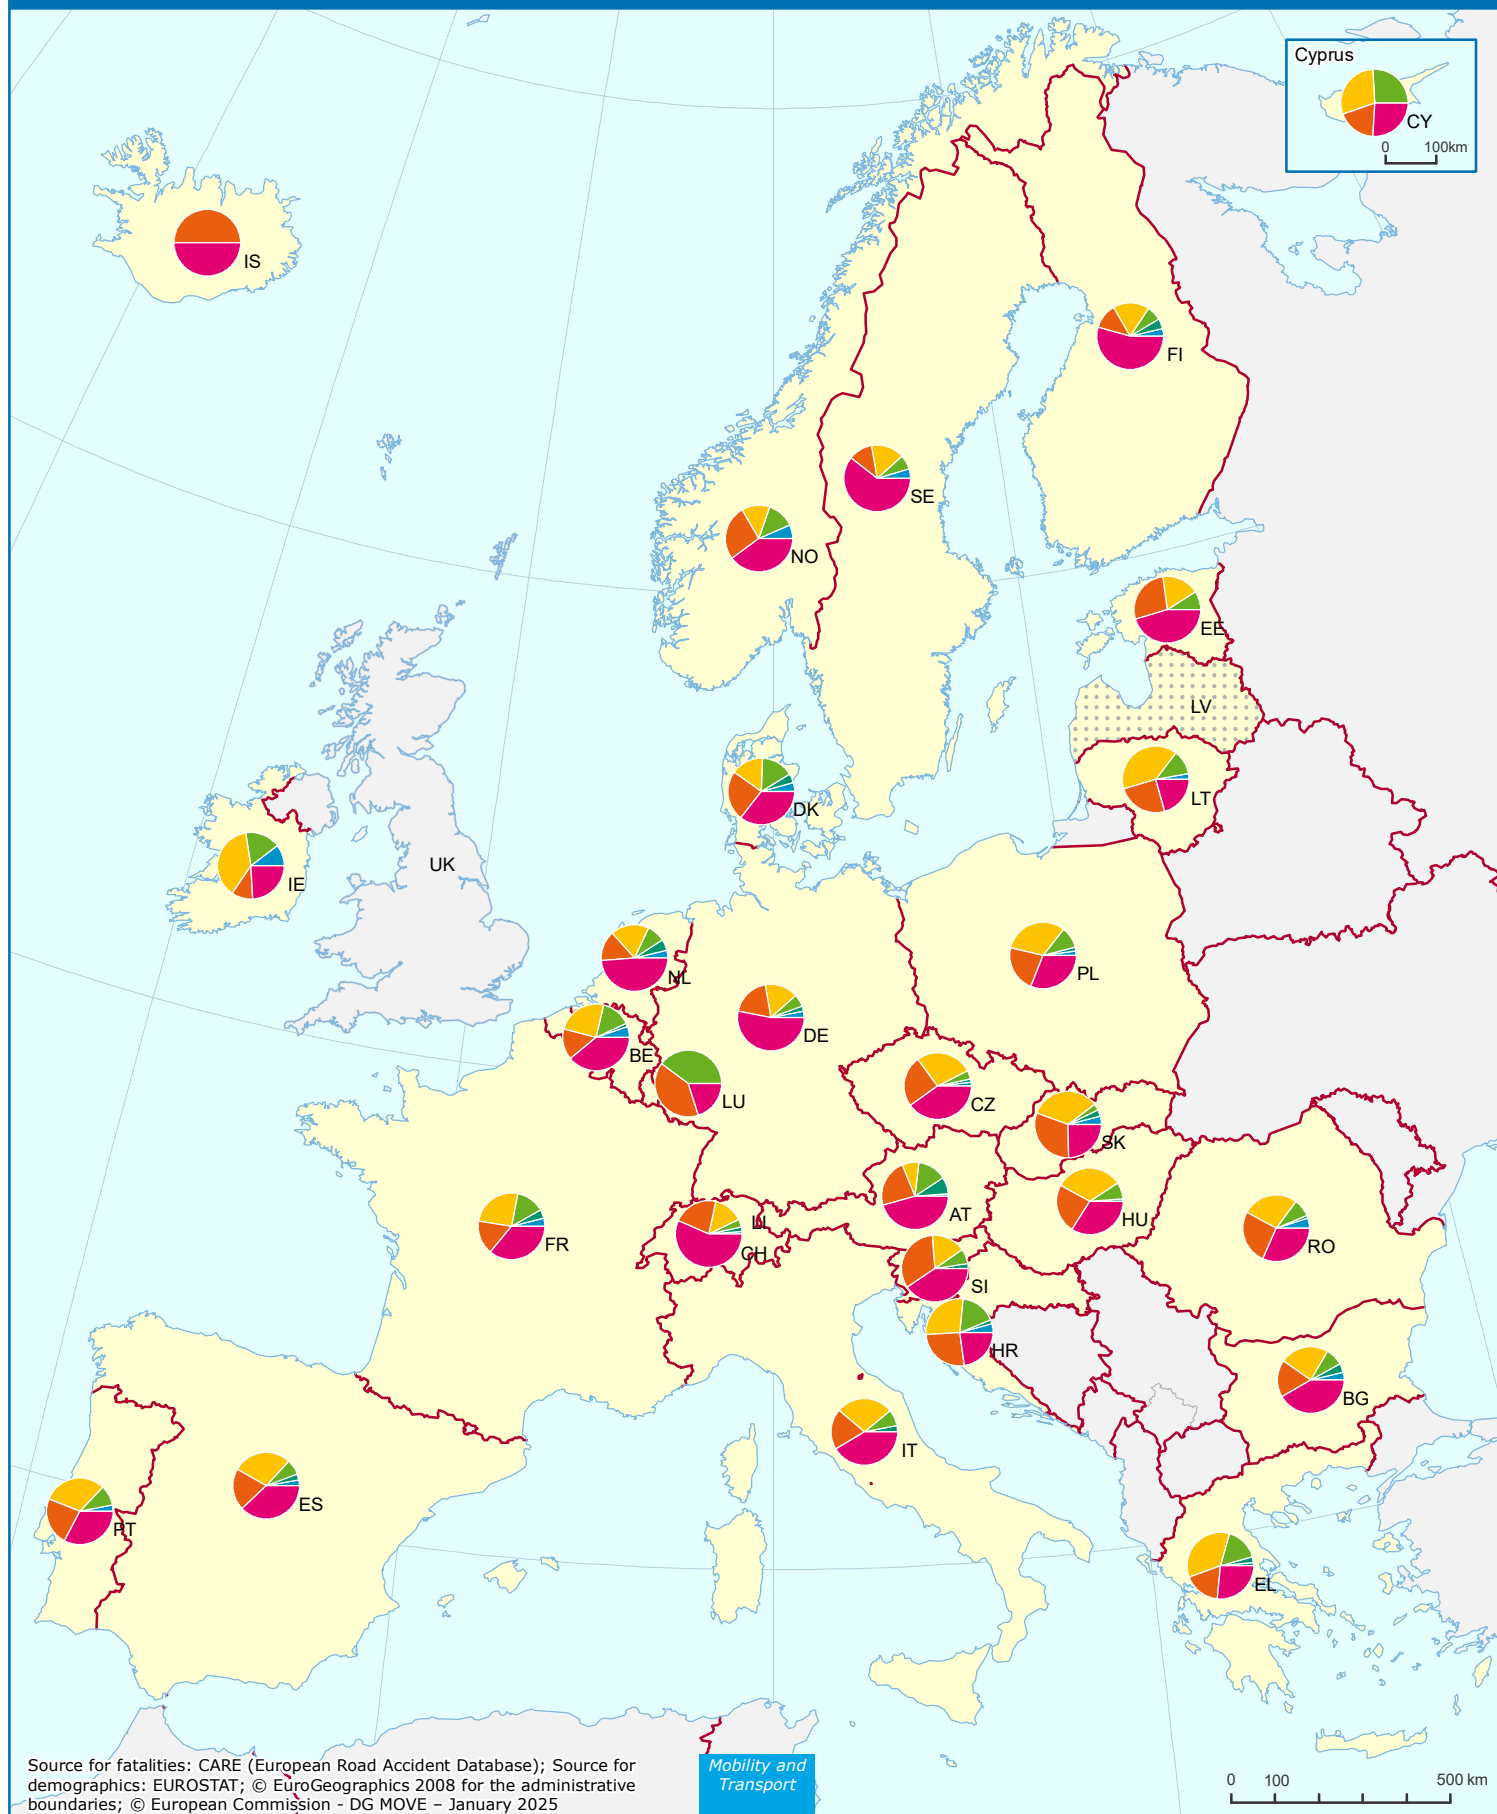 Cyprus
CY
0 100km
IS
FI
SE
NO
EE
LV
LT
DK
IE
UK
NL
PL
DE
BE
LU
CZ
SK
AT
HU
FR
LI
CH
RO
SI
HR
BG
IT
ES
PT
EL
Source for fatalities: CARE (European Road Accident Database); Source for
demographics: EUROSTAT; © EuroGeographics 2008 for the administrative
boundaries; © European Commission - DG MOVE – January 2025
Mobility and
Transport
0 100 500 km